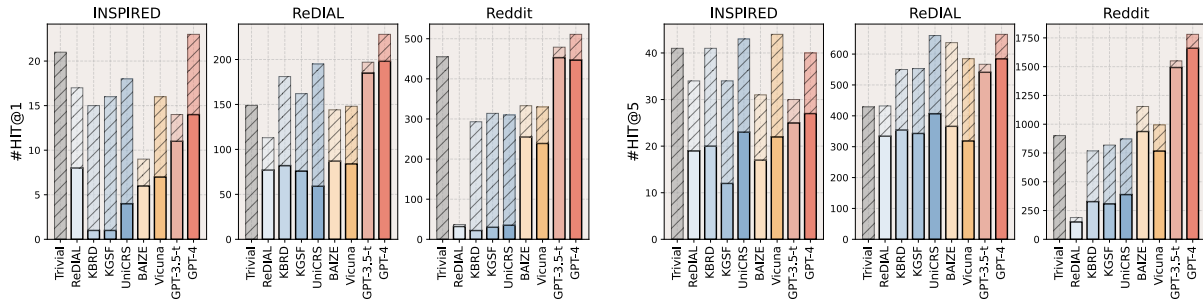 INSPIRED
ReDIAL
Reddit
#HIT@1
0
5
10
15
20
0
50
100
150
200
0
100
200
300
400
500
Trivial
ReDIAL
KBRD
KGSF
UniCRS
BAIZE
Vicuna
GPT-3.5-t
GPT-4
Trivial
ReDIAL
KBRD
KGSF
UniCRS
BAIZE
Vicuna
GPT-3.5-t
GPT-4
Trivial
ReDIAL
KBRD
KGSF
UniCRS
BAIZE
Vicuna
GPT-3.5-t
GPT-4
INSPIRED
ReDIAL
Reddit
#HIT@5
0
10
20
30
40
0
100
200
300
400
500
600
0
250
500
750
1000
1250
1500
1750
Trivial
ReDIAL
KBRD
KGSF
UniCRS
BAIZE
Vicuna
GPT-3.5-t
GPT-4
Trivial
ReDIAL
KBRD
KGSF
UniCRS
BAIZE
Vicuna
GPT-3.5-t
GPT-4
Trivial
ReDIAL
KBRD
KGSF
UniCRS
BAIZE
Vicuna
GPT-3.5-t
GPT-4